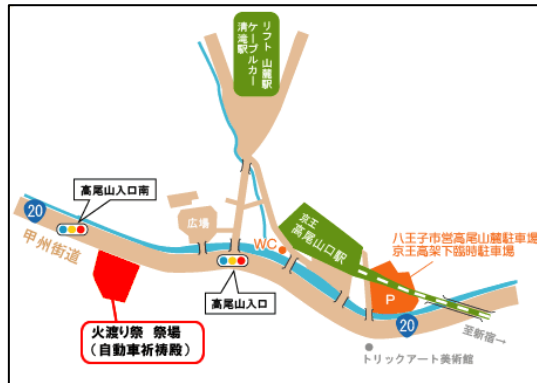 リフト 山麓駅
ケーブルカー
清滝駅
高尾山入口南
20
甲州街道
広場
京王
高尾山口駅
WC
八王子市営高尾山麓駐車場
京王高架下臨時駐車場
P
高尾山入口
20
火渡り祭 祭場
(自動車祈祷殿)
至新宿→
トリックアート美術館